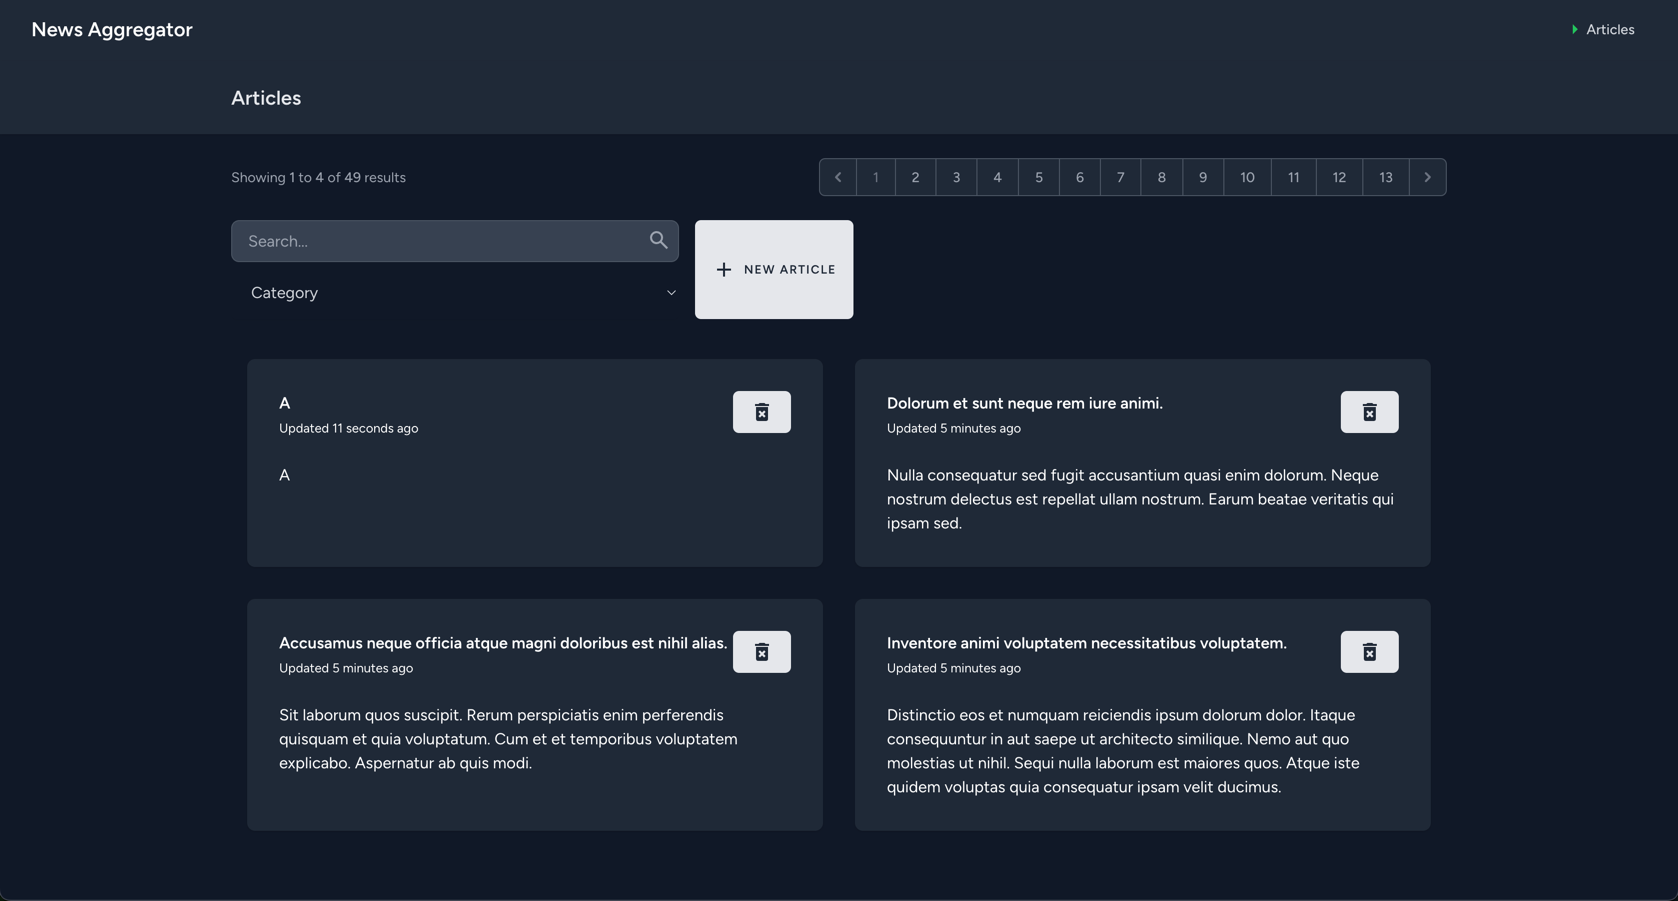 News Aggregator
Articles
Articles
Showing 1 to 4 of 49 results
1 2 3 4 5 6 7 8 9 10 11 12 13
Search...
NEW ARTICLE
Category
A
Updated 11 seconds ago
A
Dolorum et sunt neque rem iure animi.
Updated 5 minutes ago
Nulla consequatur sed fugit accusantium quasi enim dolorum. Neque
nostrum delectus est repellat ullam nostrum. Earum beatae veritatis qui
ipsam sed.
Accusamus neque officia atque magni doloribus est nihil alias.
Updated 5 minutes ago
Sit laborum quos suscipit. Rerum perspiciatis enim perferendis
quisquam et quia voluptatum. Cum et et temporibus voluptatem
explicabo. Aspernatur ab quis modi.
Inventore animi voluptatem necessitatibus voluptatem.
Updated 5 minutes ago
Distinctio eos et numquam reiciendis ipsum dolorum dolor. Itaque
consequuntur in aut saepe ut architecto similique. Nemo aut quo
molestias ut nihil. Sequi nulla laborum est maiores quos. Atque iste
quidem voluptas quia consequatur ipsam velit ducimus.